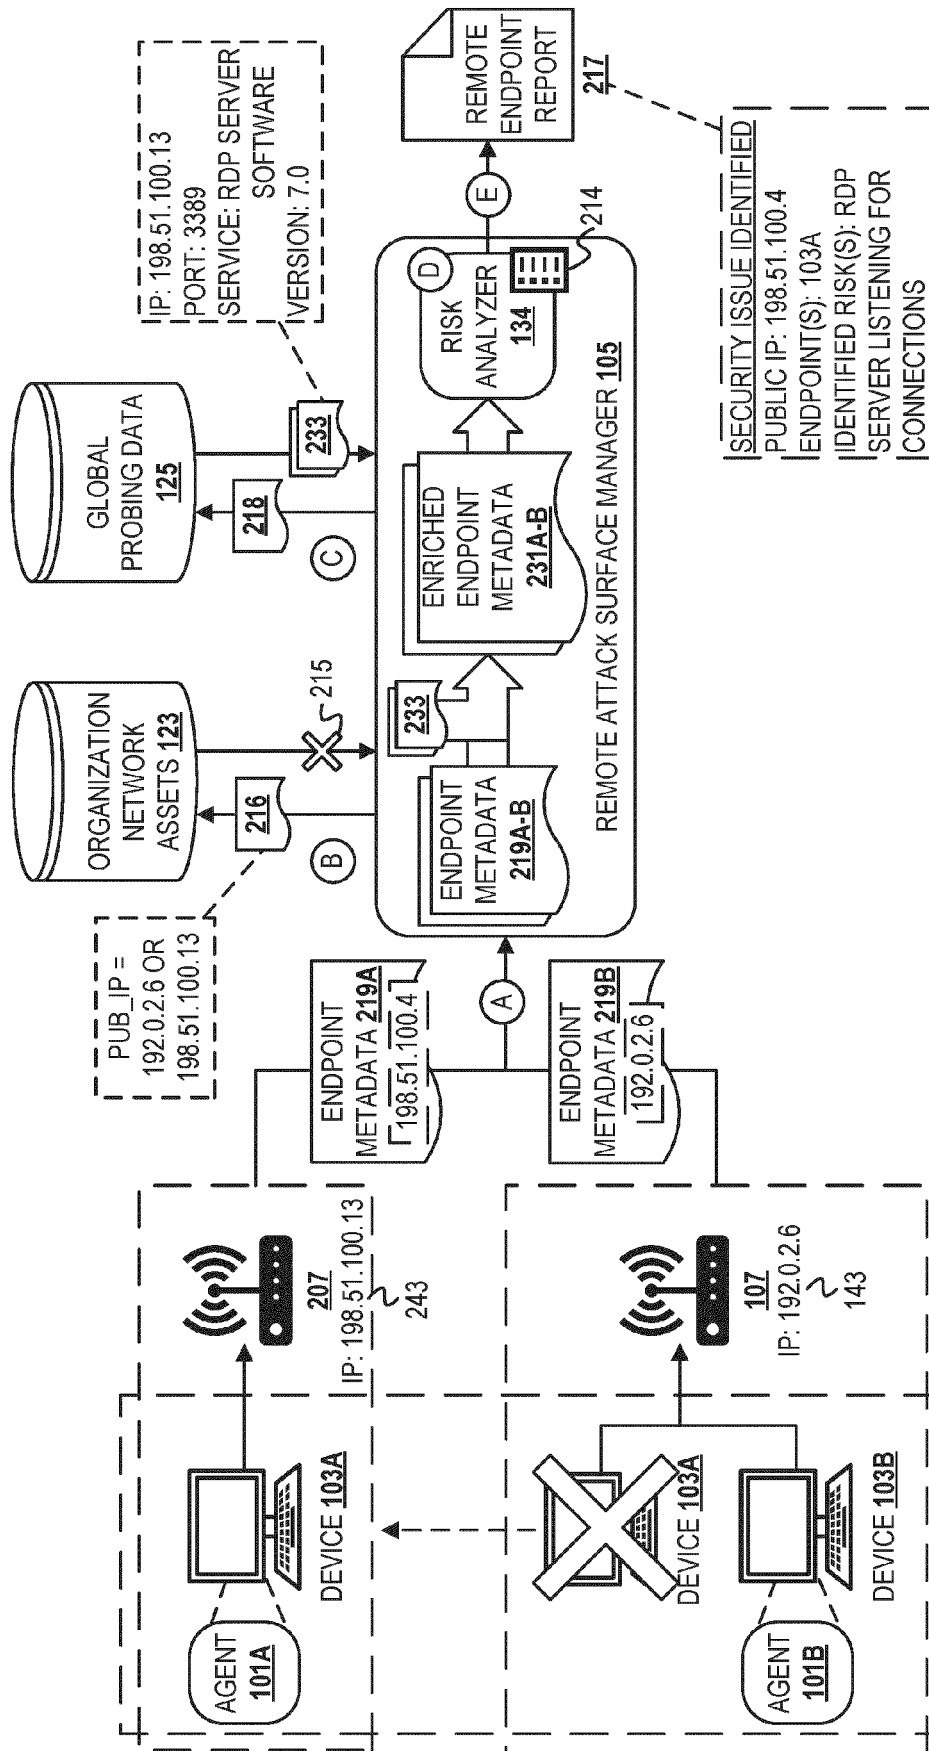 AGENT
101A
DEVICE 103A
207
IP: 198.51.100.13
243
DEVICE 103A
AGENT
101B
DEVICE 103B
107
IP: 192.0.2.6
143
ENDPOINT
METADATA 219A
198.51.100.4
ENDPOINT
METADATA 219B
192.0.2.6
A
PUB_IP =
192.0.2.6 OR
198.51.100.13
ORGANIZATION
NETWORK
ASSETS 123
216
215
B
GLOBAL
PROBING DATA
125
218
233
C
IP: 198.51.100.13
PORT: 3389
SERVICE: RDP SERVER
SOFTWARE
VERSION: 7.0
ENDPOINT
METADATA
219A-B
233
ENRICHED
ENDPOINT
METADATA
231A-B
D
RISK
ANALYZER
134
214
REMOTE ATTACK SURFACE MANAGER 105
E
REMOTE
ENDPOINT
REPORT
217
SECURITY ISSUE IDENTIFIED
PUBLIC IP: 198.51.100.4
ENDPOINT(S): 103A
IDENTIFIED RISK(S): RDP
SERVER LISTENING FOR
CONNECTIONS